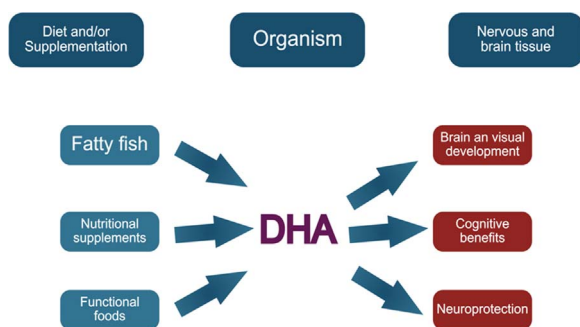 Diet and/or
Supplementation
Organism
Nervous and
brain tissue
Fatty fish
Nutritional
supplements
Functional
foods
DHA
Brain an visual
development
Cognitive
benefits
Neuroprotection